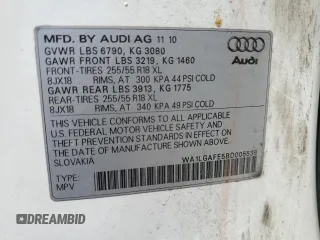 MFD. BY AUDI AG 11 10
GVWR LBS 6790, KG 3080
GAWR FRONT LBS 3219, KG 1460
FRONT-TIRES 255/55 R18 XL
8JX18 RIMS, AT 300 KPA 44 PSI COLD
GAWR REAR LBS 3913, KG 1775
REAR-TIRES 255/55 R18 XL
8JX18 RIMS, AT 340 KPA 49 PSI COLD
Audi
THIS VEHICLE CONFORMS TO ALL APPLICABLE
U.S. FEDERAL MOTOR VEHICLE SAFETY
STANDARDS IN EFFECT ON THE DATE OF
MANUFACTURE SHOWN ABOVE.
SLOVAKIA
WA1LGAFE5BD005536
TYPE:
MPV
DREAMBID